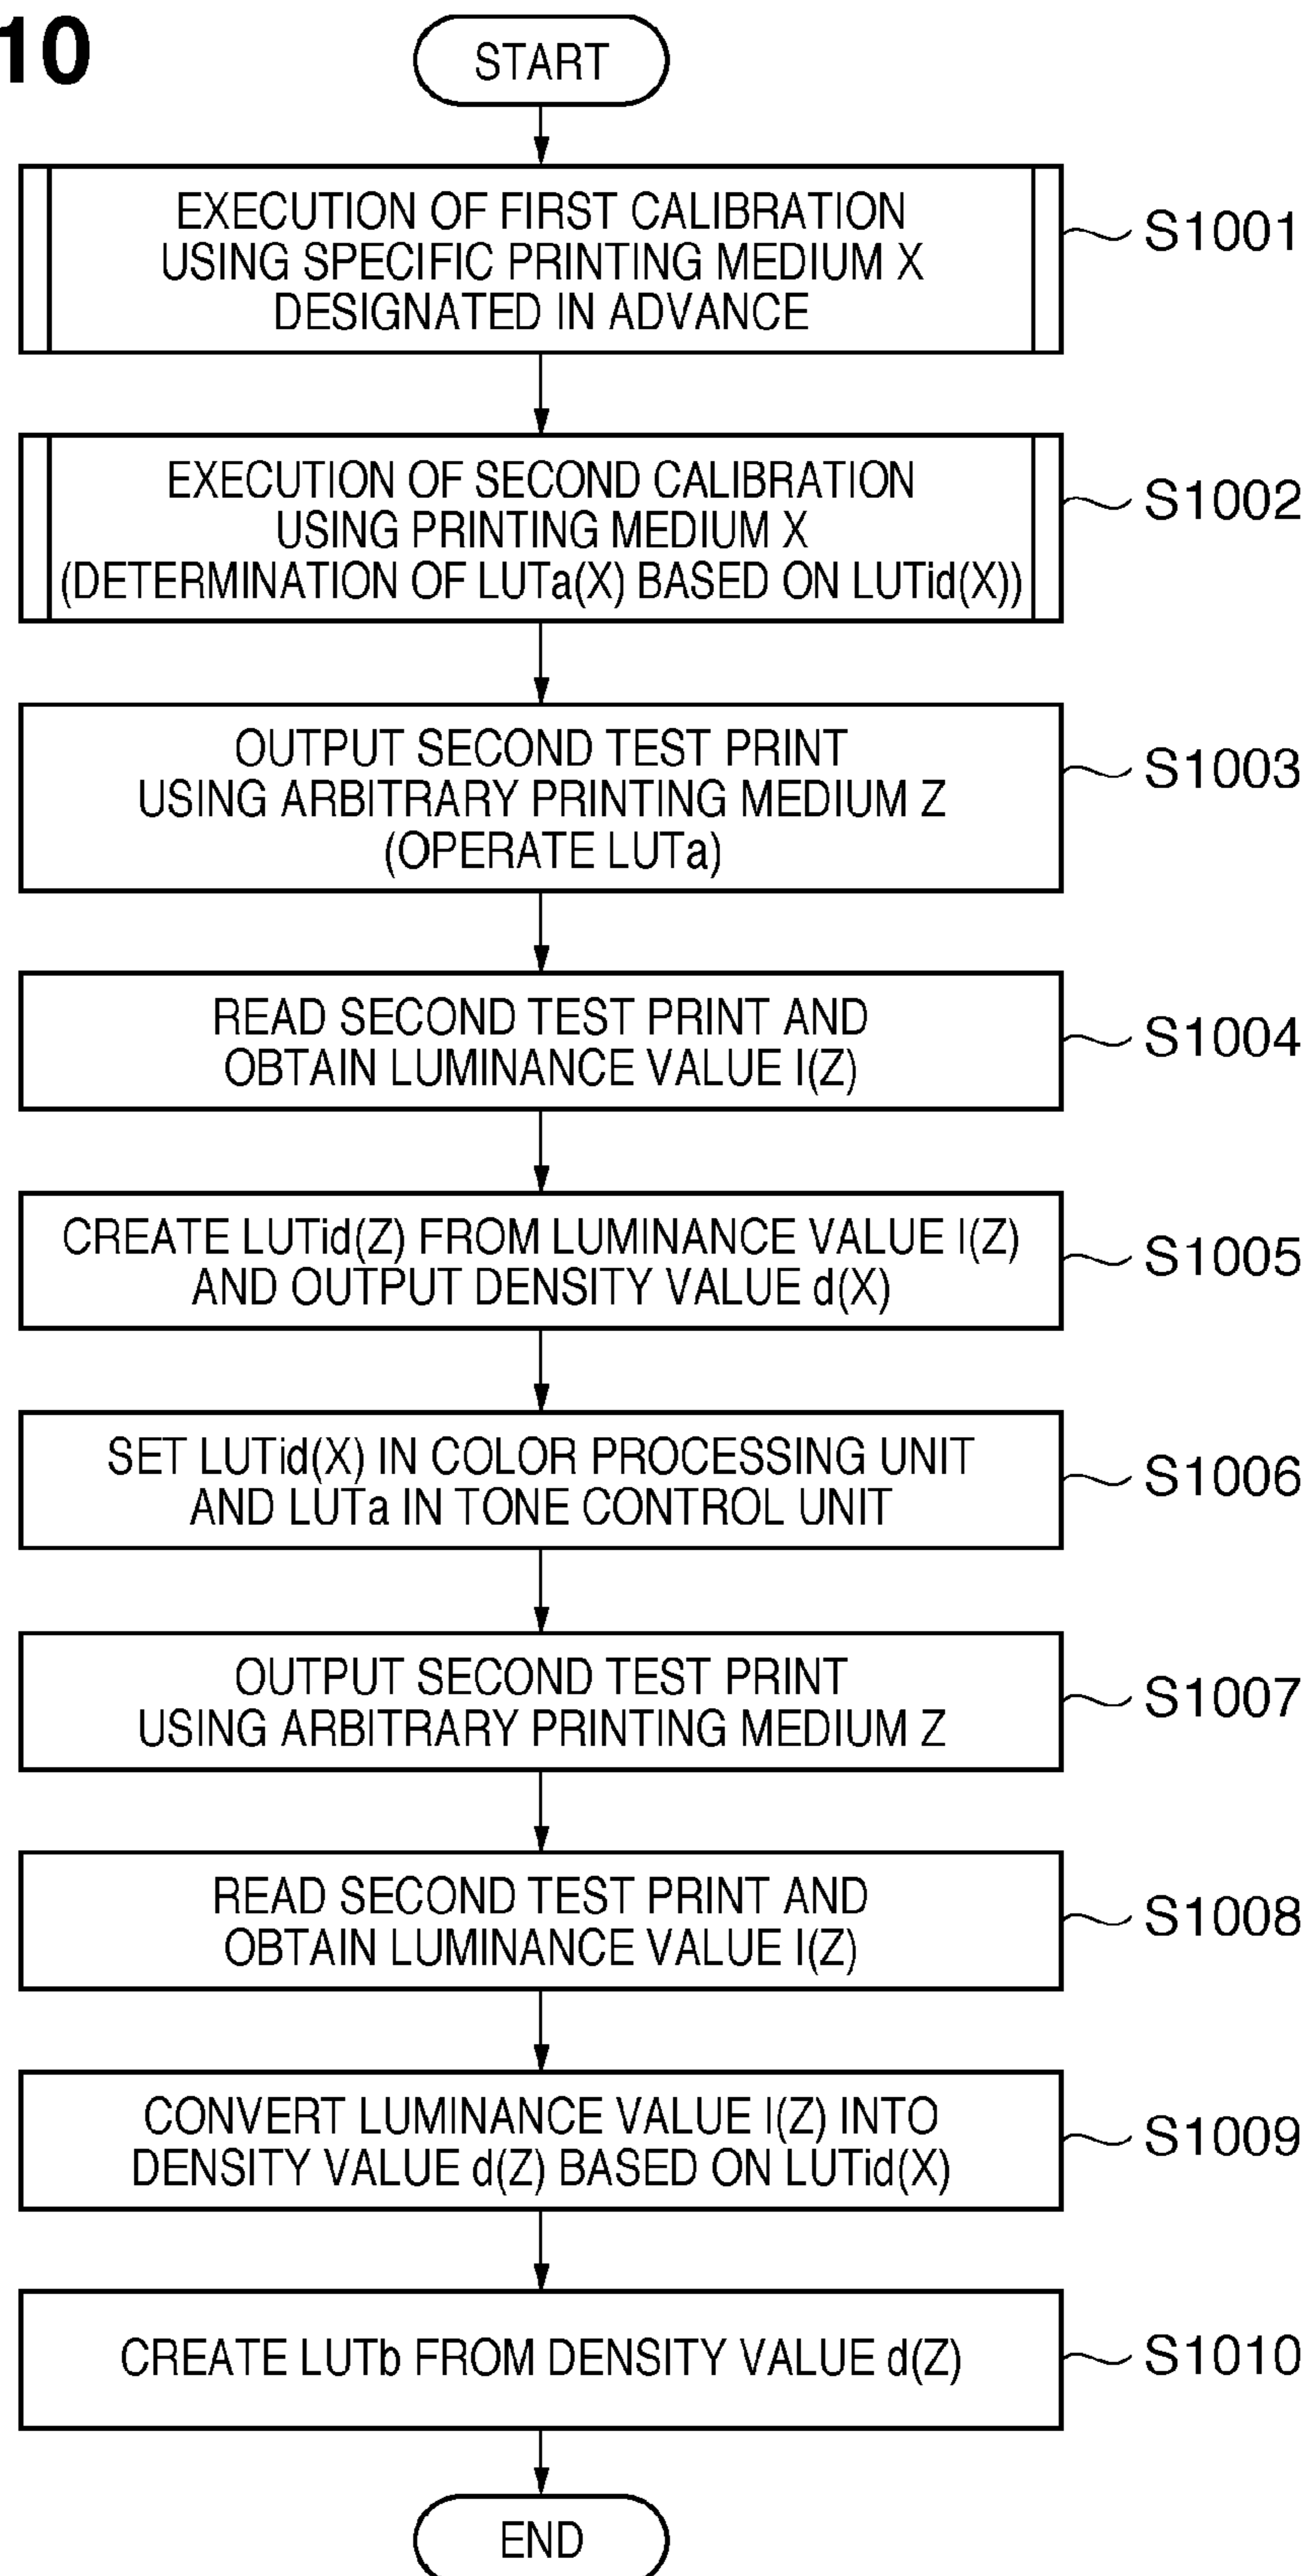 10
START
EXECUTION OF FIRST CALIBRATION
USING SPECIFIC PRINTING MEDIUM X
DESIGNATED IN ADVANCE
S1001
EXECUTION OF SECOND CALIBRATION
USING PRINTING MEDIUM X
(DETERMINATION OF LUTa(X) BASED ON LUTid(X))
S1002
OUTPUT SECOND TEST PRINT
USING ARBITRARY PRINTING MEDIUM Z
(OPERATE LUTa)
S1003
READ SECOND TEST PRINT AND
OBTAIN LUMINANCE VALUE I(Z)
S1004
CREATE LUTid(Z) FROM LUMINANCE VALUE I(Z)
AND OUTPUT DENSITY VALUE d(X)
S1005
SET LUTid(X) IN COLOR PROCESSING UNIT
AND LUTa IN TONE CONTROL UNIT
S1006
OUTPUT SECOND TEST PRINT
USING ARBITRARY PRINTING MEDIUM Z
S1007
READ SECOND TEST PRINT AND
OBTAIN LUMINANCE VALUE I(Z)
S1008
CONVERT LUMINANCE VALUE I(Z) INTO
DENSITY VALUE d(Z) BASED ON LUTid(X)
S1009
CREATE LUTb FROM DENSITY VALUE d(Z)
S1010
END